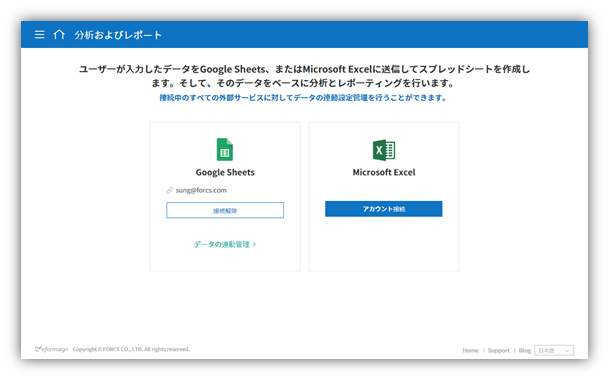 分析およびレポート
ユーザーが入力したデータをGoogle Sheets、またはMicrosoft Excelに送信してスプレッドシートを作成し
ます。そして、そのデータをベースに分析とレポーティングを行います。
接続中のすべての外部サービスに対してデータの連動設定管理を行うことができます。
Google Sheets
sung@forcs.com
接続解除
データの連動管理 >
Microsoft Excel
アカウント接続
eformsign Copyright © FORCS CO., LTD. All rights reserved.
Home | Support | Blog 日本語